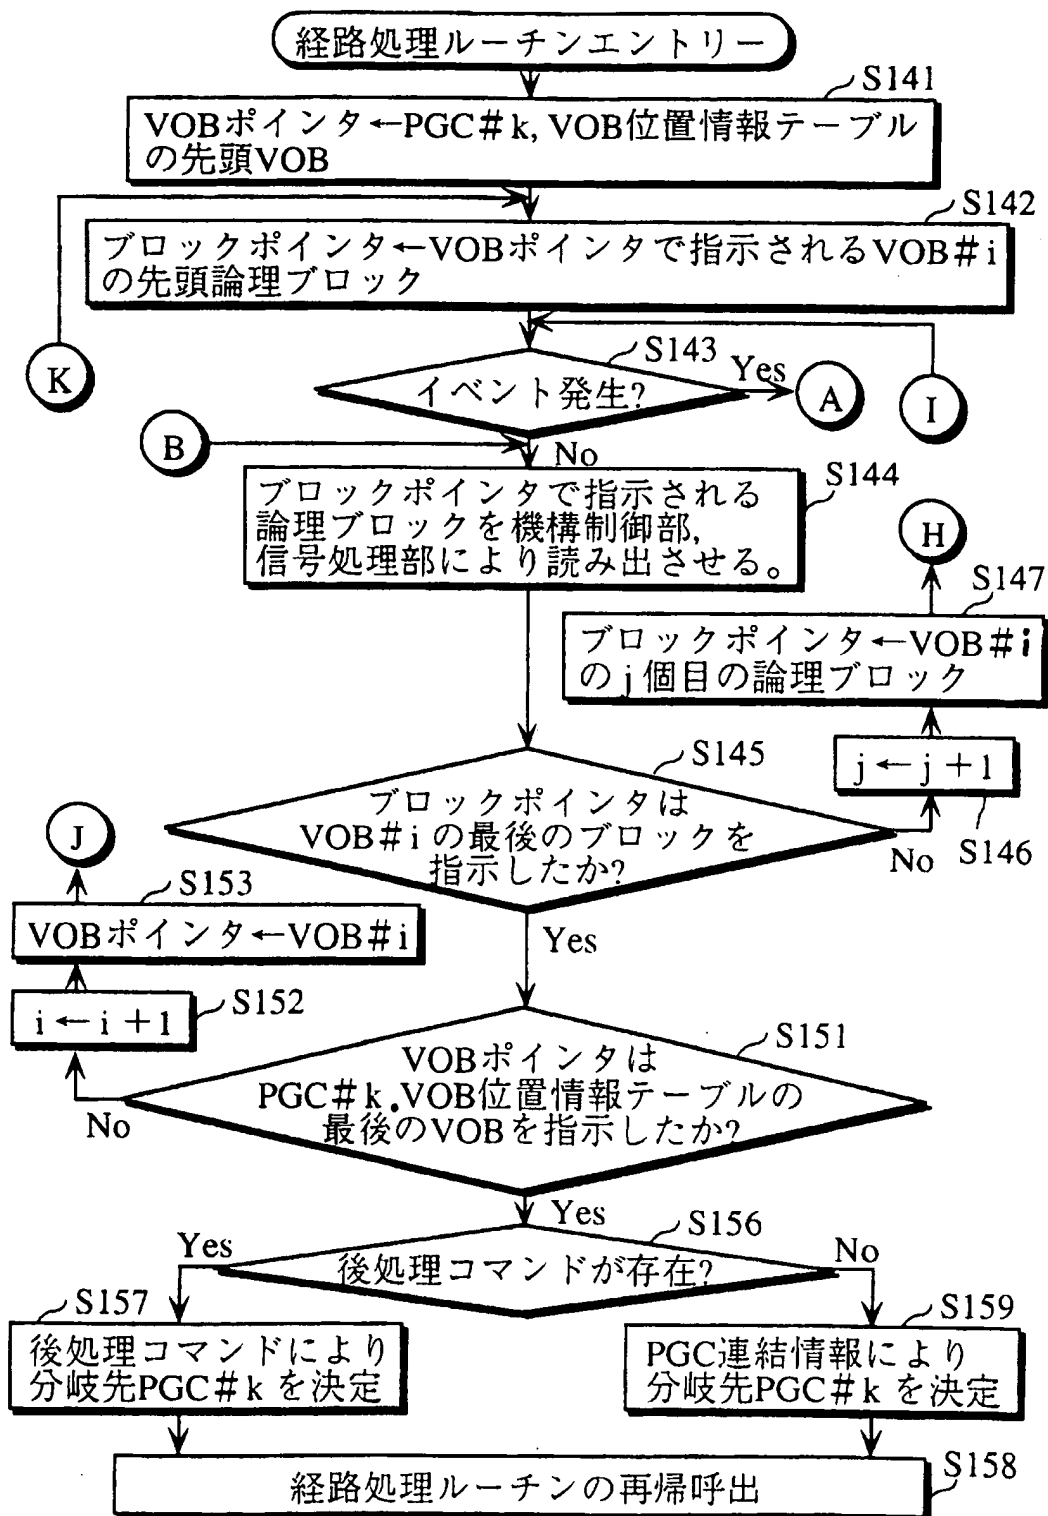 経路処理ルーチンエントリー
S141
VOBポインタ←PGC#k, VOB位置情報テーブル
の先頭VOB
S142
ブロックポインタ←VOBポインタで指示されるVOB#i
の先頭論理ブロック
K
S143
イベント発生?
Yes
A
I
B
No
S144
ブロックポインタで指示される
論理ブロックを機構制御部,
信号処理部により読み出させる。
H
S147
ブロックポインタ←VOB#i
のj個目の論理ブロック
j←j+1
S146
S145
ブロックポインタは
VOB#iの最後のブロックを
指示したか?
No
Yes
J
S153
VOBポインタ←VOB#i
S152
i←i+1
S151
VOBポインタは
PGC#k.VOB位置情報テーブルの
最後のVOBを指示したか?
No
Yes
S156
後処理コマンドが存在?
Yes
No
S157
後処理コマンドにより
分岐先PGC#kを決定
S159
PGC連結情報により
分岐先PGC#kを決定
S158
経路処理ルーチンの再帰呼出